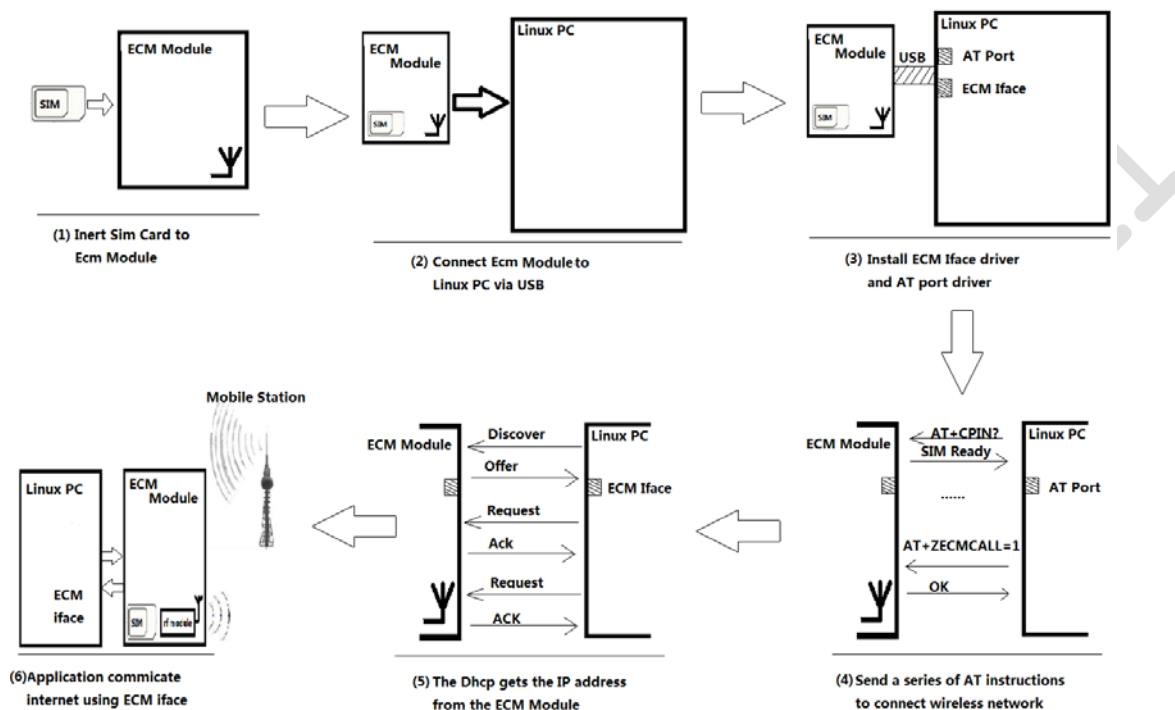 SIM
ECM Module
(1) Inert Sim Card to
Ecm Module
ECM
Module
SIM
Linux PC
(2) Connect Ecm Module to
Linux PC via USB
ECM
Module
SIM
USB
Linux PC
AT Port
ECM Iface
(3) Install ECM Iface driver
and AT port driver
ECM Module
Linux PC
AT+CPIN?
SIM Ready
AT Port
......
AT+ZECMCALL=1
OK
(4) Send a series of AT instructions
to connect wireless network
ECM Module
Linux PC
Discover
Offer
ECM Iface
Request
Ack
Request
ACK
(5) The Dhcp gets the IP address
from the ECM Module
Mobile Station
Linux PC
ECM
Module
ECM
iface
SIM
rf module
(6)Application commicate
internet using ECM iface